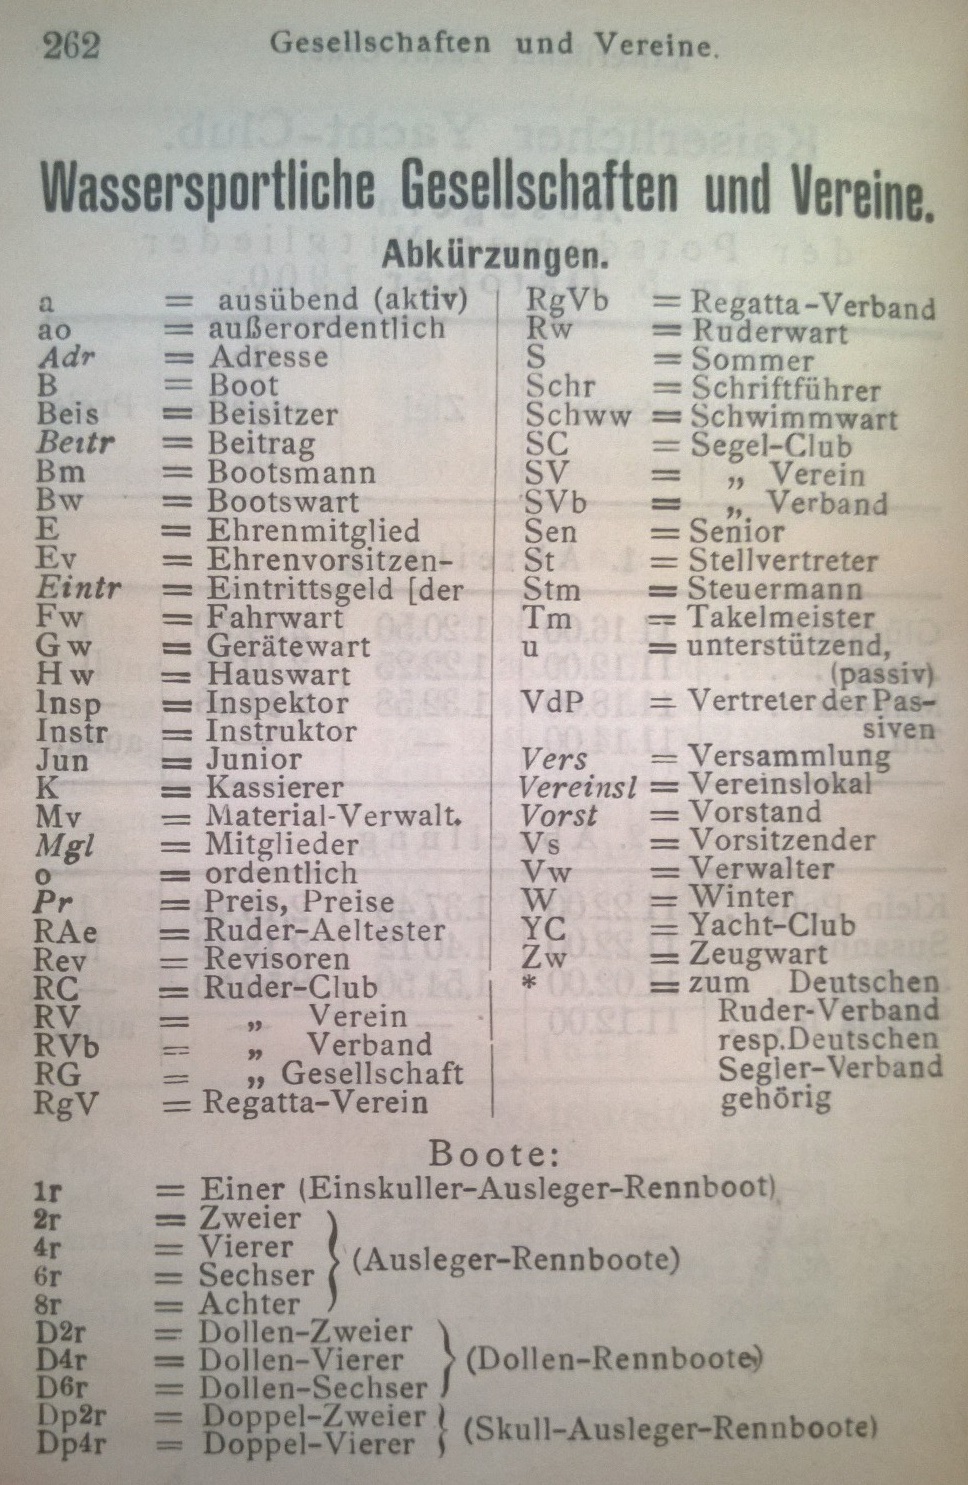 262 Gesellschaften und Vereine.
Wassersportliche Gesellschaften und Vereine.
Abkürzungen.
a = ausübend (aktiv)
ao = außerordentlich
Adr = Adresse
B = Boot
Beis = Beisitzer
Beitr = Beitrag
Bm = Bootsmann
Bw = Bootswart
E = Ehrenmitglied
Ev = Ehrenvorsitzen-
Eintr = Eintrittsgeld [der
Fw = Fahrwart
Gw = Gerätewart
Hw = Hauswart
Insp = Inspektor
Instr = Instruktor
Jun = Junior
K = Kassierer
Mv = Material-Verwalt.
Mgl = Mitglieder
o = ordentlich
Pr = Preis, Preise
RAe = Ruder-Aeltester
Rev = Revisoren
RC = Ruder-Club
RV = „ Verein
RVb = „ Verband
RG = „ Gesellschaft
RgV = Regatta-Verein
RgVb = Regatta-Verband
Rw = Ruderwart
S = Sommer
Schr = Schriftführer
Schww = Schwimmwart
SC = Segel-Club
SV = „ Verein
SVb = „ Verband
Sen = Senior
St = Stellvertreter
Stm = Steuermann
Tm = Takelmeister
u = unterstützend,
(passiv)
VdP = Vertreter der Pas-
siven
Vers = Versammlung
Vereinsl = Vereinslokal
Vorst = Vorstand
Vs = Vorsitzender
Vw = Verwalter
W = Winter
YC = Yacht-Club
Zw = Zeugwart
* = zum Deutschen
Ruder-Verband
resp. Deutschen
Segler-Verband
gehörig
Boote:
1r = Einer (Einskuller-Ausleger-Rennboot)
2r = Zweier
4r = Vierer
(Ausleger-Rennboote)
6r = Sechser
8r = Achter
D2r = Dollen-Zweier
D4r = Dollen-Vierer (Dollen-Rennboote)
D6r = Dollen-Sechser
Dp2r = Doppel-Zweier
(Skull-Ausleger-Rennboote)
Dp4r = Doppel-Vierer